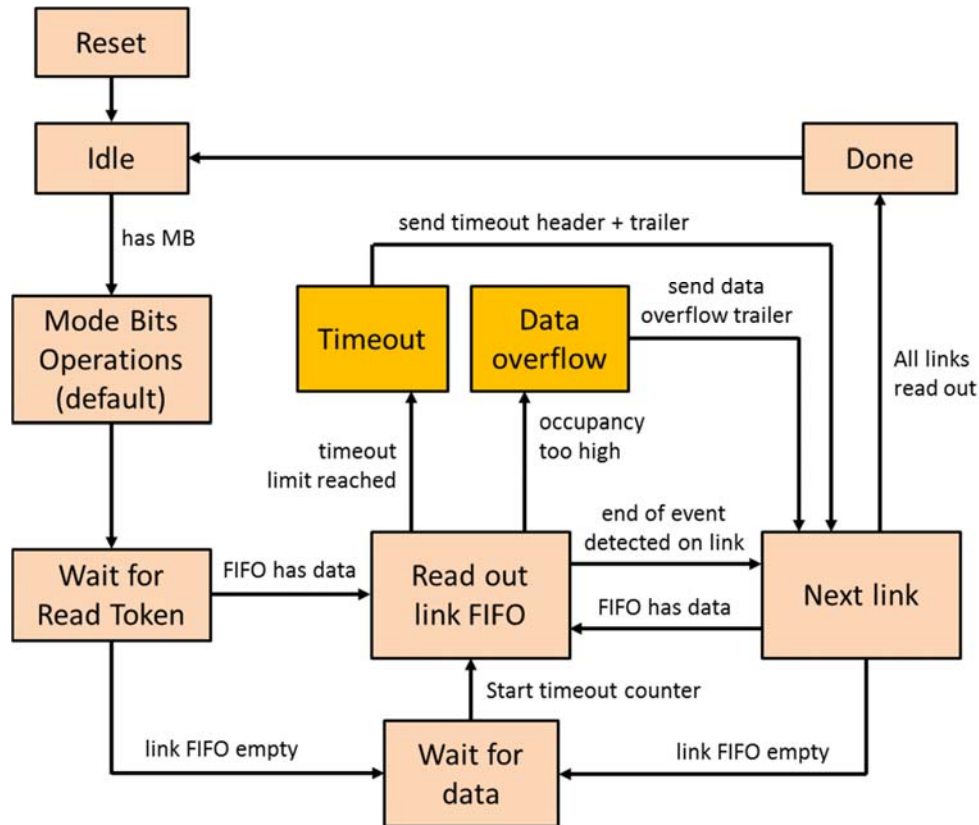 Reset
Idle
Done
has MB
send timeout header + trailer
Mode Bits
Operations
(default)
Timeout
Data
overflow
send data
overflow trailer
All links
read out
timeout
limit reached
occupancy
too high
Wait for
Read Token
FIFO has data
Read out
link FIFO
end of event
detected on link
FIFO has data
Next link
Start timeout counter
link FIFO empty
Wait for
data
link FIFO empty